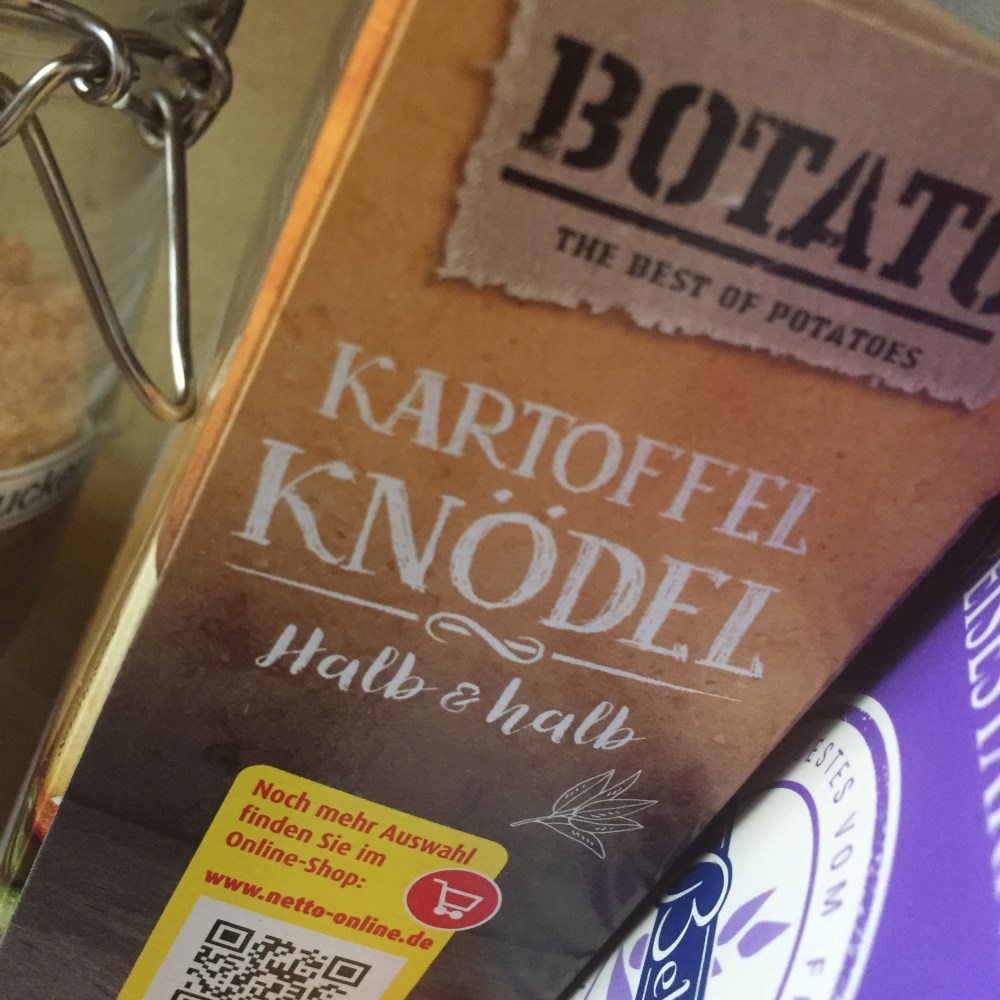 THE BEST OF POTATOES
KARTOFFEL
KNÖDEL
Halb & halb
Noch mehr Auswahl
finden Sie im
Online-Shop:
www.netto-online.de
VOM